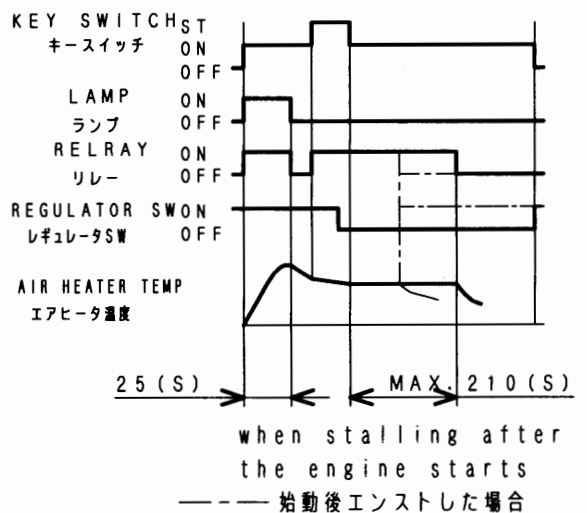 KEY SWITCH ST
キースイッチ ON
OFF
LAMP ON
ランプ OFF
RELRAY ON
リレー OFF
REGULATOR SW ON
レギュレータSW OFF
AIR HEATER TEMP
エアヒータ温度
25(S) MAX. 210(S)
when stalling after
the engine starts
始動後エンストした場合